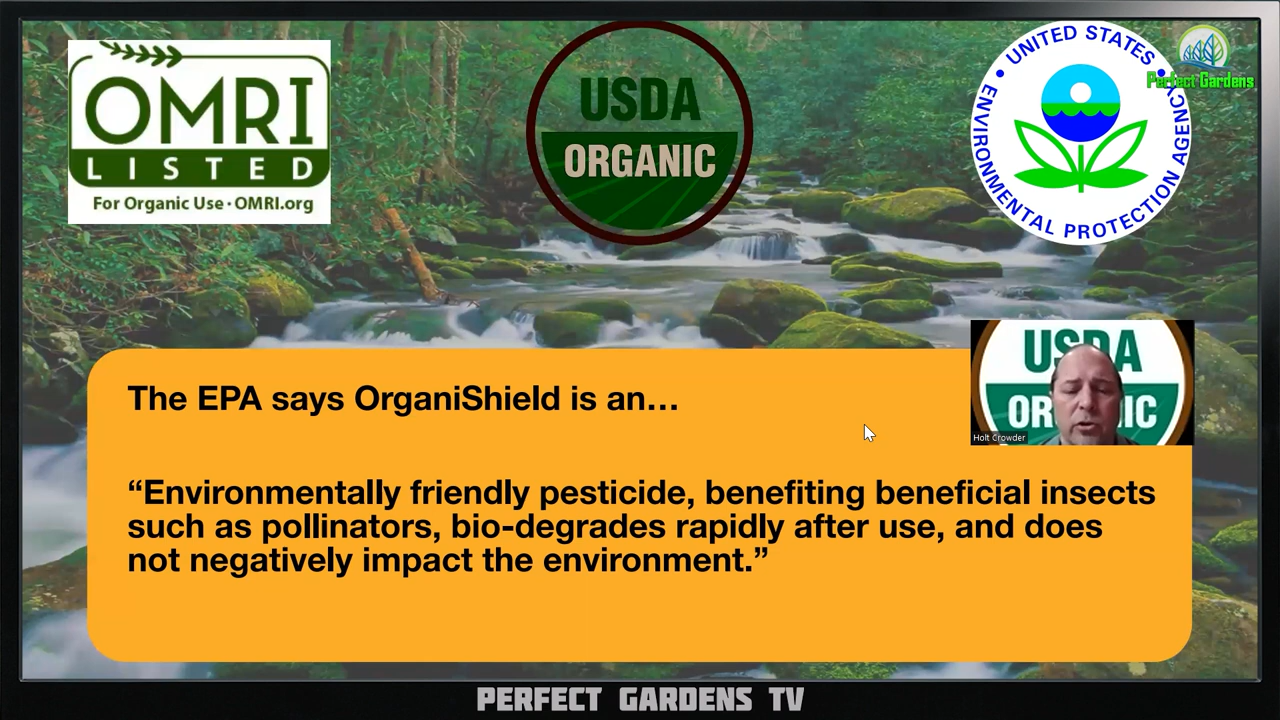 OMRI
LISTED
For Organic Use · OMRI.org
USDA
ORGANIC
UNITED STATES
ENVIRONMENTAL PROTECTION AGENCY
Perfect Gardens
USDA
ORGANIC
Holt Crowder
The EPA says OrganiShield is an…
“Environmentally friendly pesticide, benefiting beneficial insects
such as pollinators, bio-degrades rapidly after use, and does
not negatively impact the environment.”
PERFECT GARDENS TV